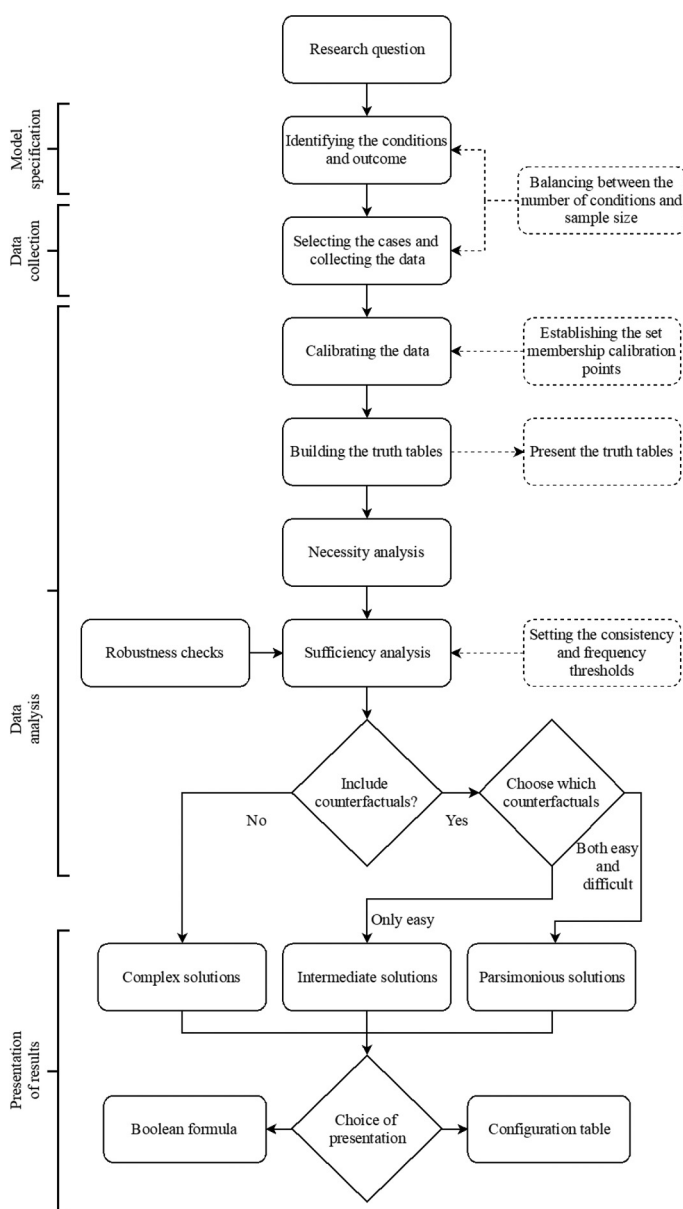 Research question
Model
specification
Identifying the conditions
and outcome
Balancing between the
number of conditions and
sample size
Data
collection
Selecting the cases and
collecting the data
Calibrating the data
Establishing the set
membership calibration
points
Building the truth tables
Present the truth tables
Necessity analysis
Data
analysis
Robustness checks
Sufficiency analysis
Setting the consistency
and frequency
thresholds
Include
counterfactuals?
Choose which
counterfactuals
No
Yes
Both easy
and
difficult
Only easy
Presentation
of results
Complex solutions
Intermediate solutions
Parsimonious solutions
Boolean formula
Choice of
presentation
Configuration table